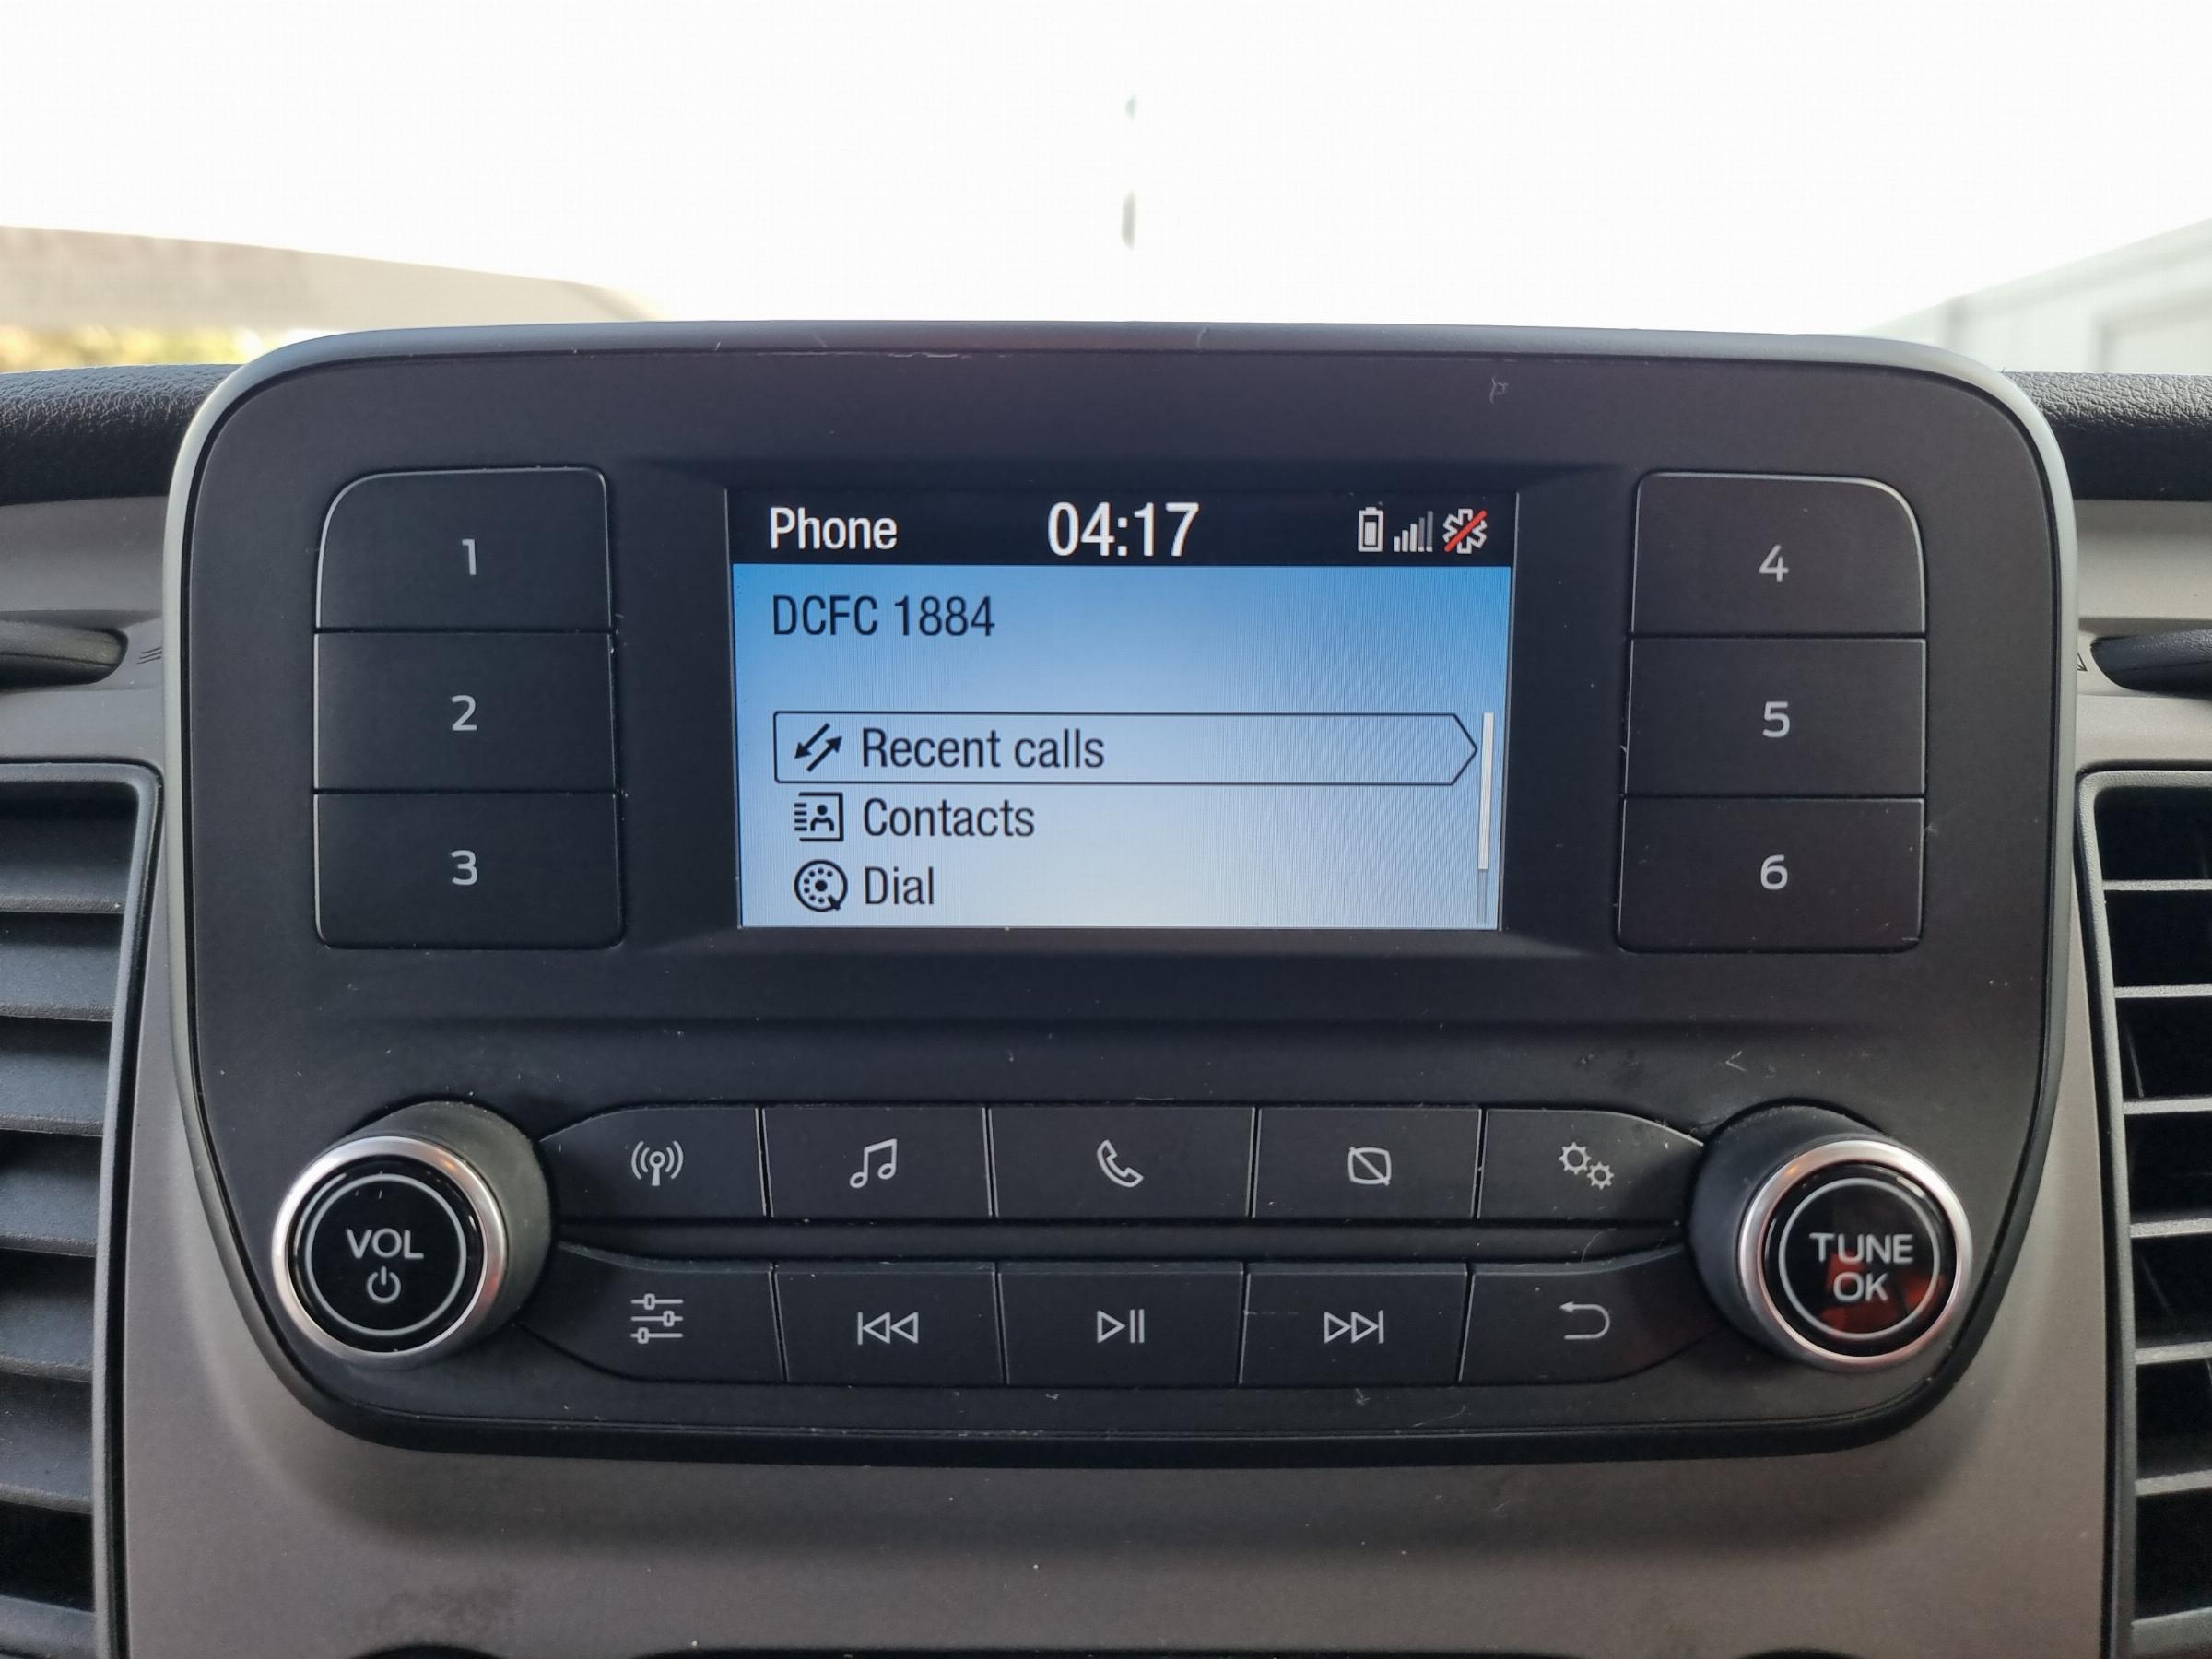 Phone 04:17
DCFC 1884
Recent calls
Contacts
Dial
1
2
3
4
5
6
VOL
TUNE
OK